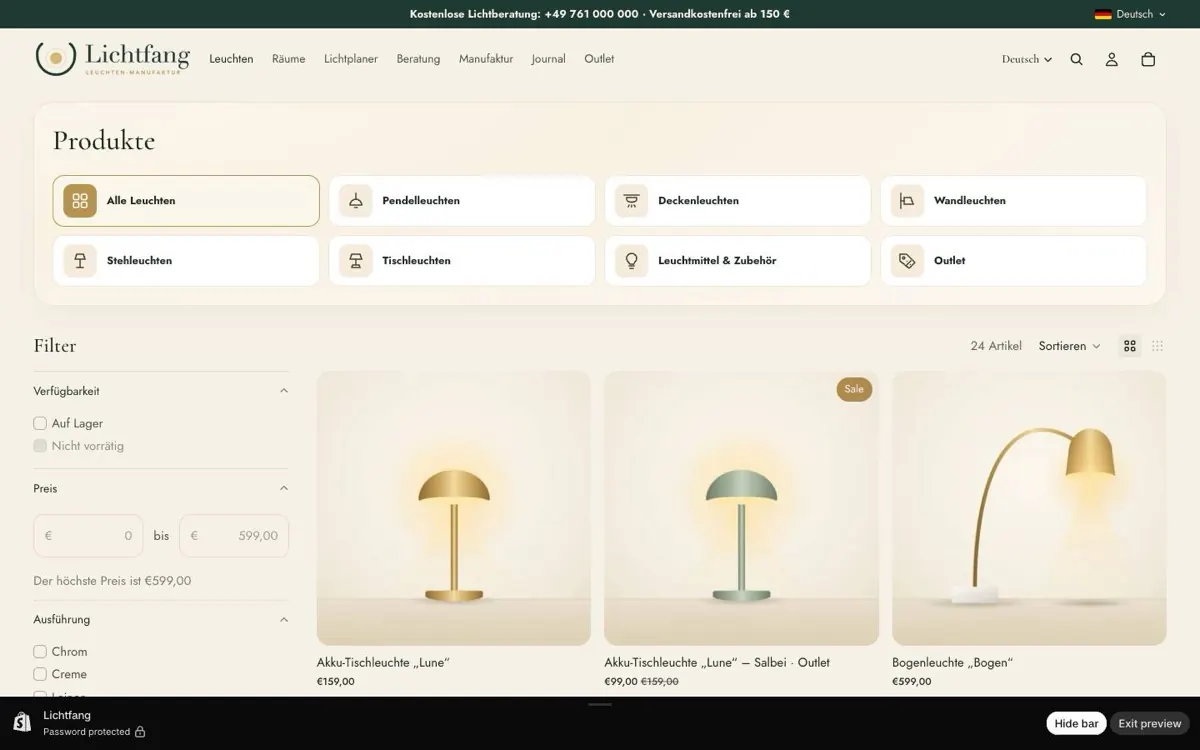 Kostenlose Lichtberatung: +49 761 000 000 · Versandkostenfrei ab 150 €
Deutsch
Lichtfang
LEUCHTEN-MANUFAKTUR
Leuchten
Räume
Lichtplaner
Beratung
Manufaktur
Journal
Outlet
Deutsch
Produkte
Alle Leuchten
Pendelleuchten
Deckenleuchten
Wandleuchten
Stehleuchten
Tischleuchten
Leuchtmittel & Zubehör
Outlet
Filter
24 Artikel
Sortieren
Verfügbarkeit
Auf Lager
Nicht vorrätig
Preis
€ 0 bis € 599,00
Der höchste Preis ist €599,00
Ausführung
Chrom
Creme
Sale
Akku-Tischleuchte „Lune“
€159,00
Akku-Tischleuchte „Lune“ – Salbei · Outlet
€99,00 €159,00
Bogenleuchte „Bogen“
€599,00
Lichtfang
Password protected
Hide bar
Exit preview